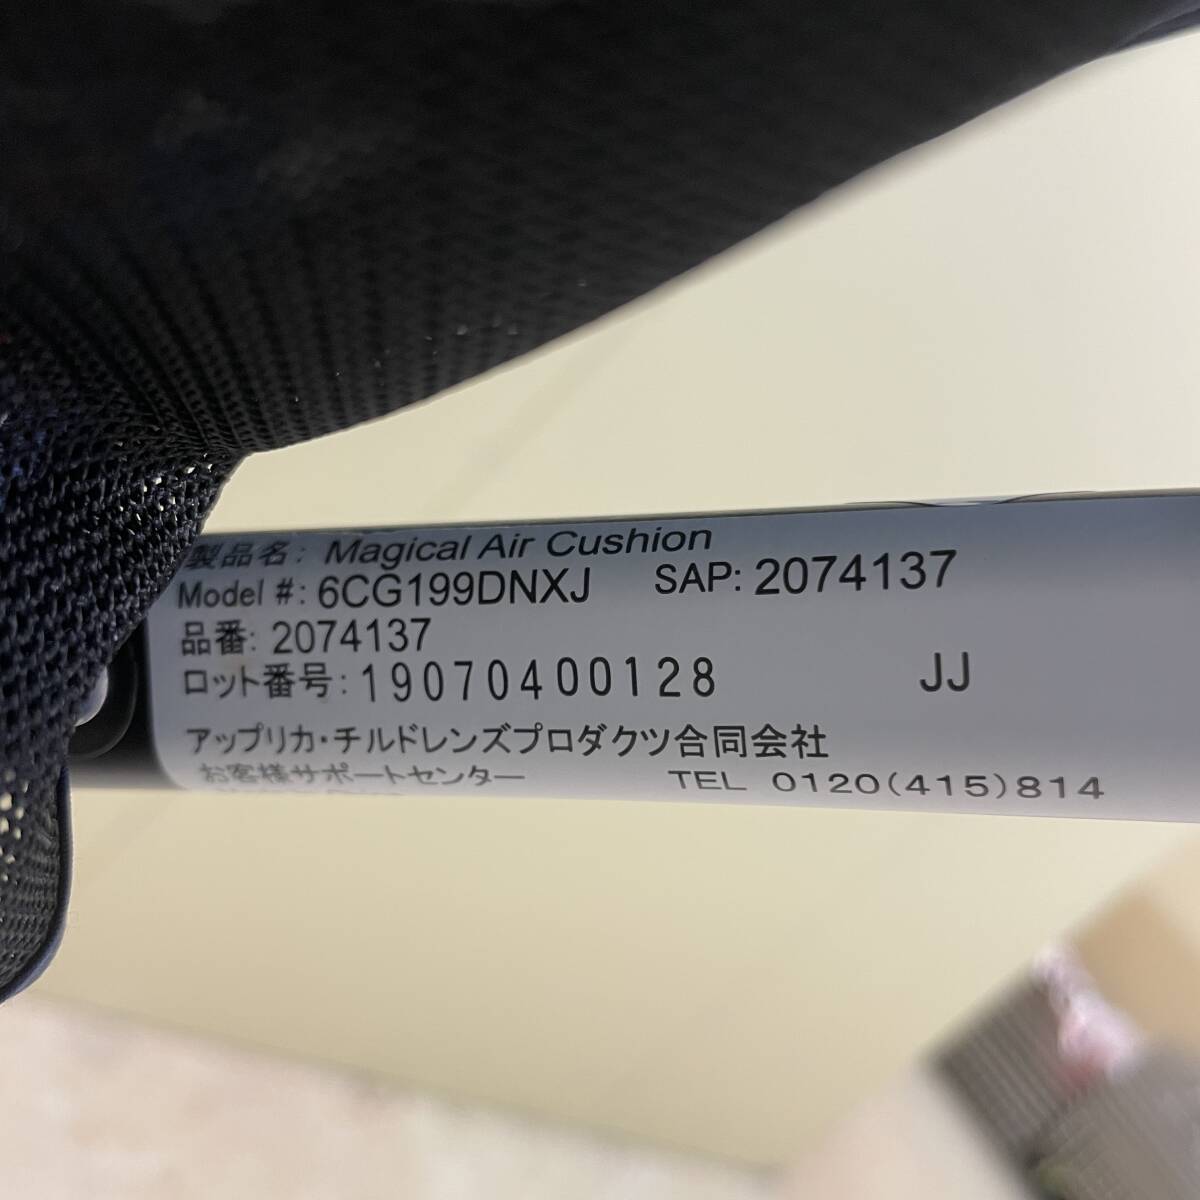 製品名: Magical Air Cushion
Model #: 6CG199DNXJ SAP: 2074137
品番: 2074137
ロット番号: 19070400128 JJ
アップリカ・チルドレンズプロダクツ合同会社
お客様サポートセンター TEL 0120(415)814